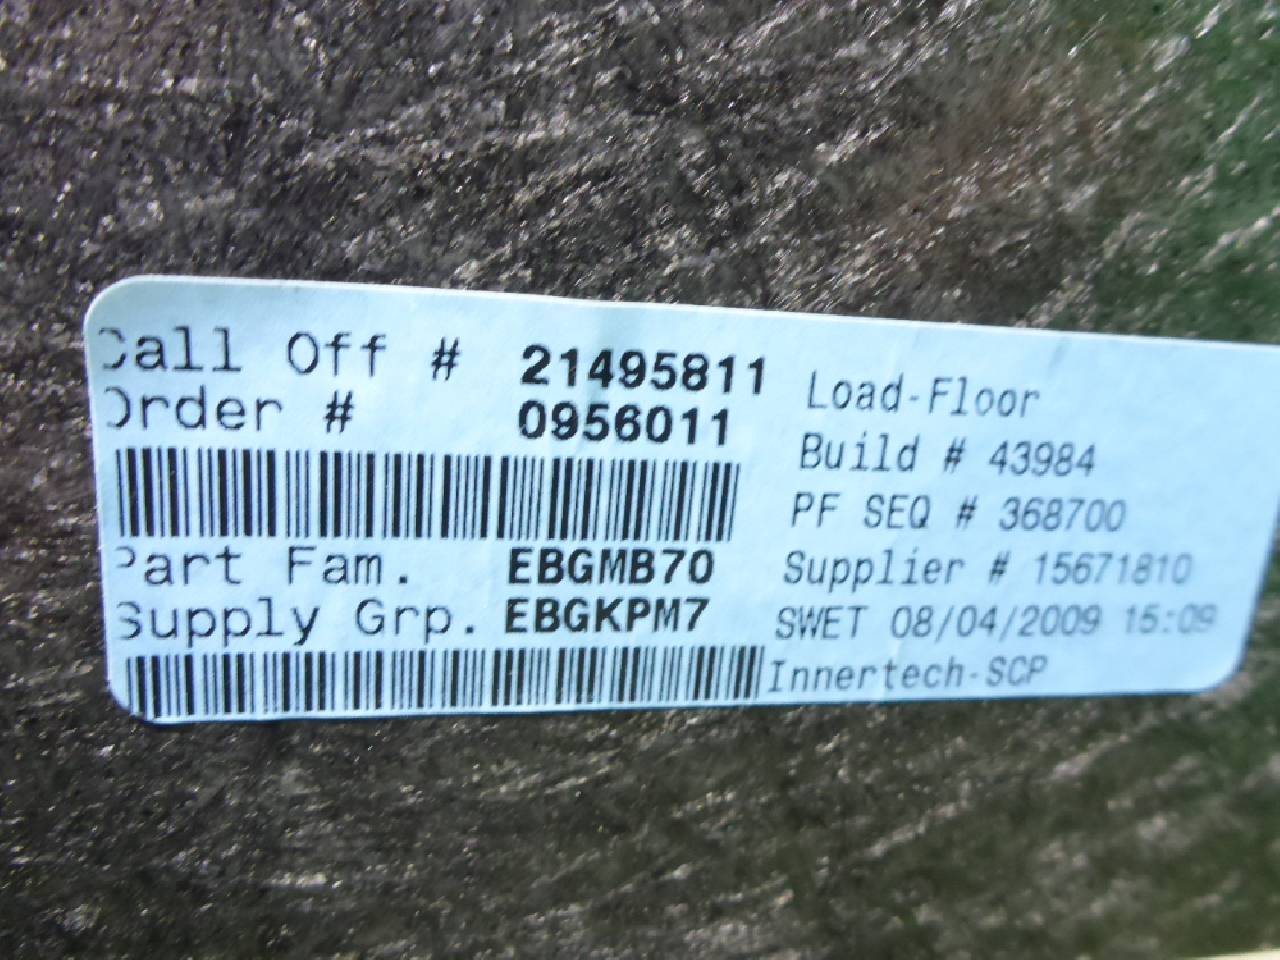 Call Off # 21495811
Order # 0956011
Part Fam. EBGMB70
Supply Grp. EBGKPM7
Load-Floor
Build # 43984
PF SEQ # 368700
Supplier # 15671810
SWET 08/04/2009 15:09
Innertech-SCP